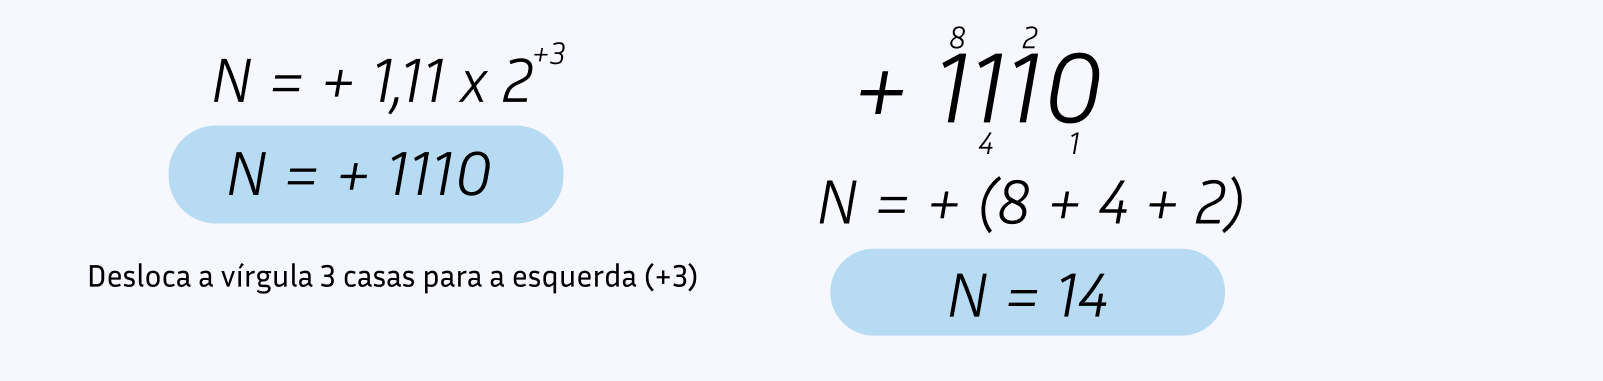 N = + 1,11 x 2⁺³
N = + 1110
Desloca a vírgula 3 casas para a esquerda (+3)
8 2
+ 1110
4 1
N = + (8 + 4 + 2)
N = 14